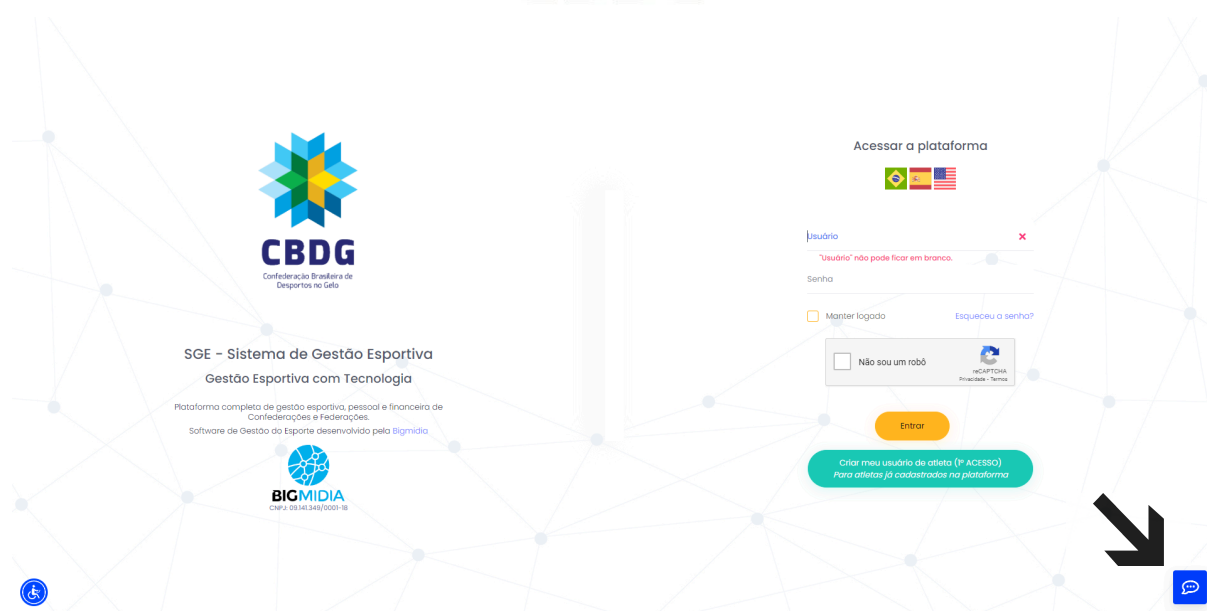 CBDG
Confederação Brasileira de
Desportos no Gelo
SGE - Sistema de Gestão Esportiva
Gestão Esportiva com Tecnologia
Plataforma completa de gestão esportiva, pessoal e financeira de
Confederações e Federações.
Software de Gestão do Esporte desenvolvido pela Bigmidia
BIGMIDIA
CNPJ: 09.141.349/0001-18
Acessar a plataforma
Usuário
"Usuário" não pode ficar em branco.
Senha
Manter logado
Esqueceu a senha?
Não sou um robô
reCAPTCHA
Privacidade - Termos
Entrar
Criar meu usuário de atleta (1º ACESSO)
Para atletas já cadastrados na plataforma